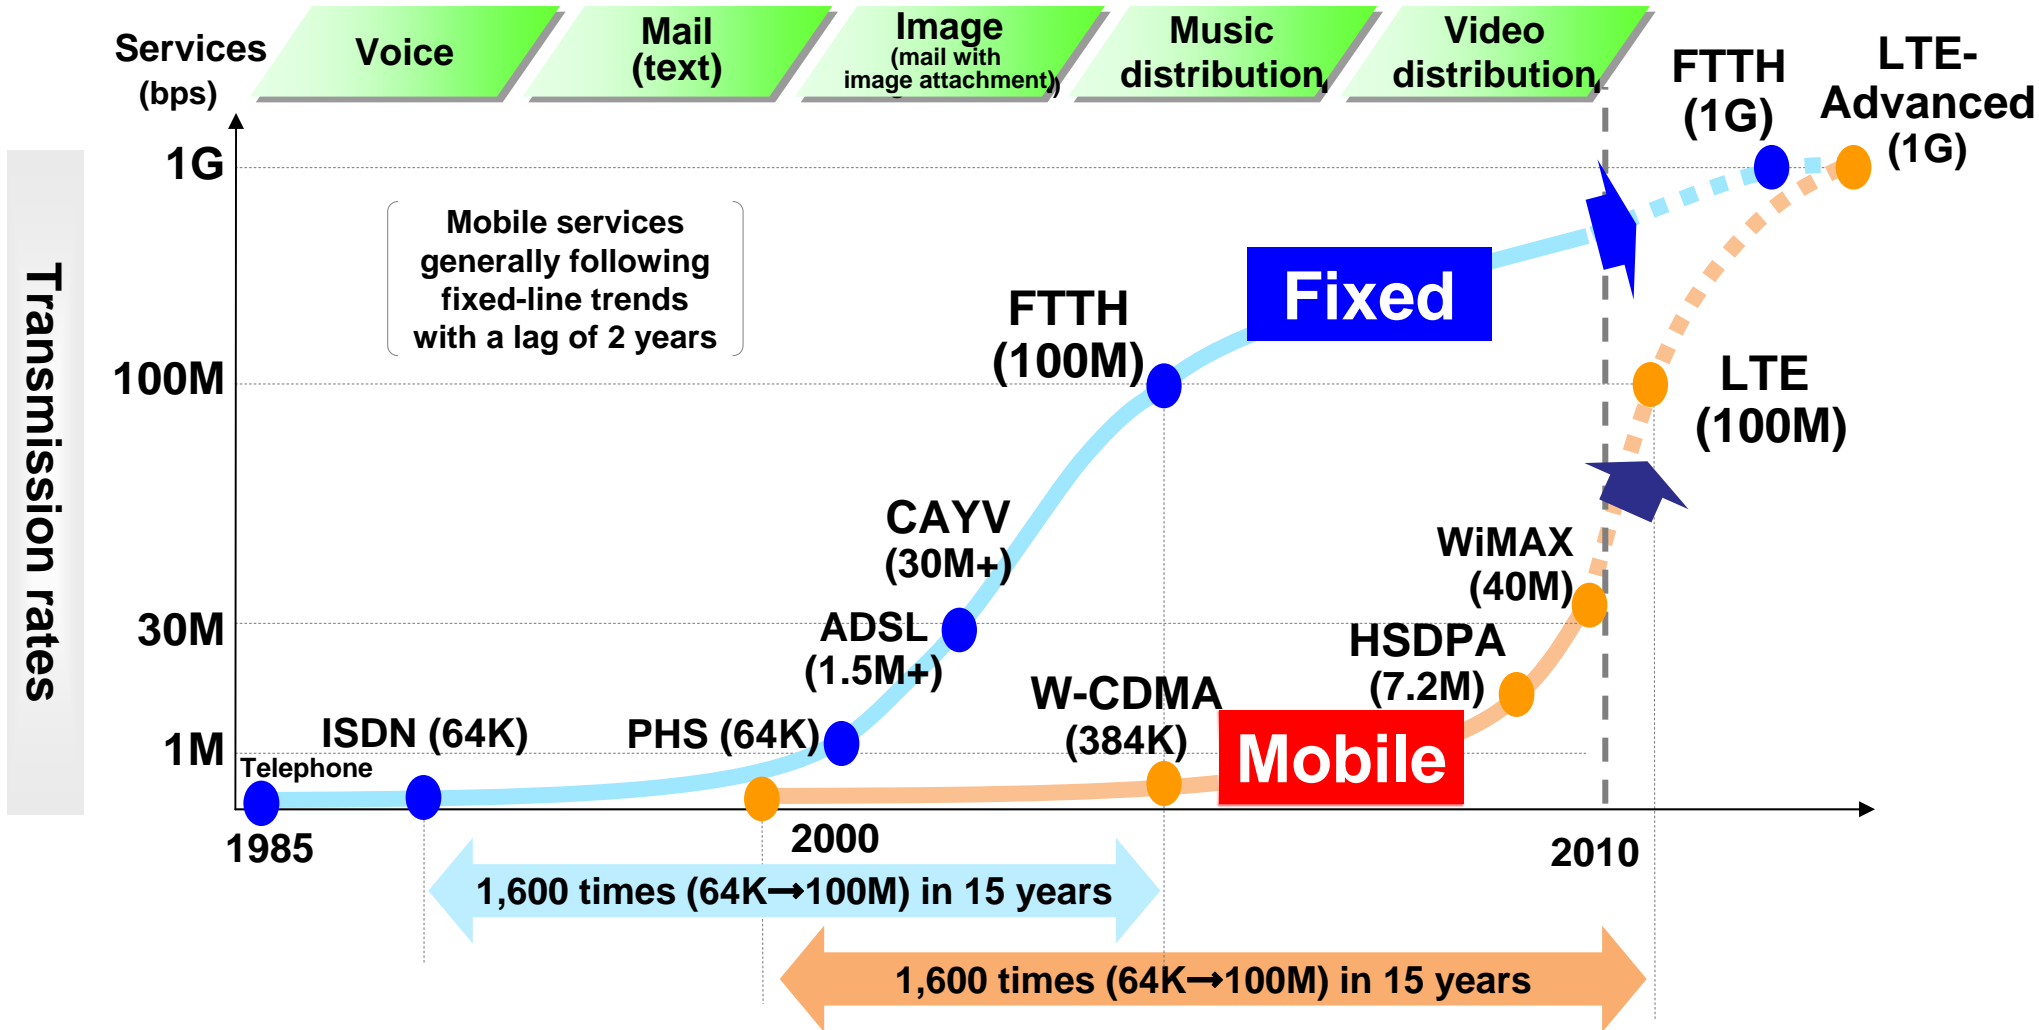 Services
(bps)
Voice
Mail
(text)
Image
(mail with
image attachment)
Music
distribution
Video
distribution
FTTH
(1G)
LTE-
Advanced
(1G)
Transmission rates
1G
100M
30M
1M
Mobile services
generally following
fixed-line trends
with a lag of 2 years
Fixed
FTTH
(100M)
LTE
(100M)
CAYV
(30M+)
WiMAX
(40M)
ADSL
(1.5M+)
HSDPA
(7.2M)
W-CDMA
(384K)
Mobile
ISDN (64K)
PHS (64K)
Telephone
1985
2000
2010
1,600 times (64K→100M) in 15 years
1,600 times (64K→100M) in 15 years